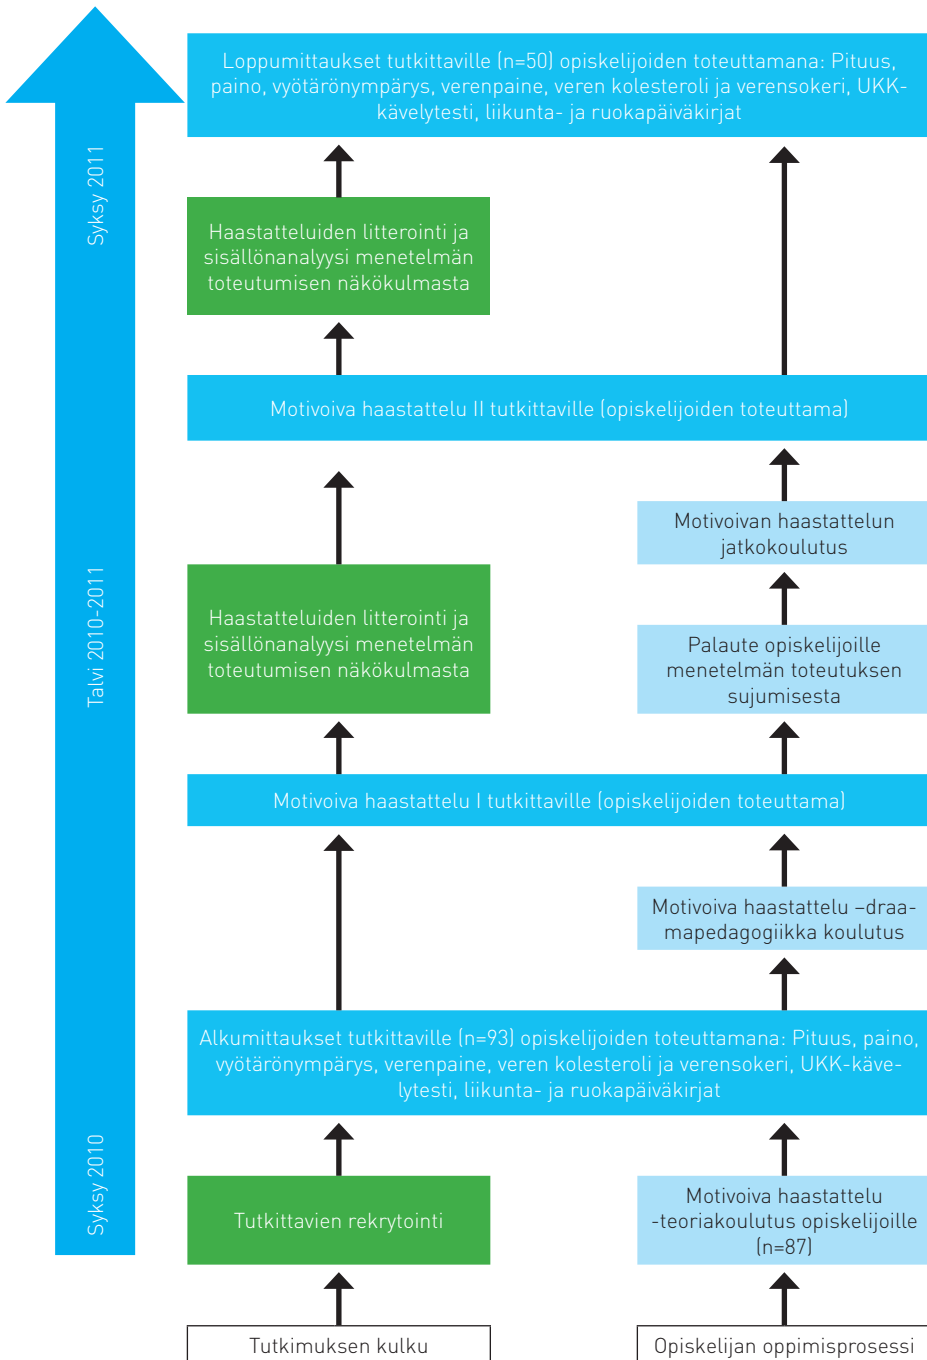 Loppumittaukset tutkittaville (n=50) opiskelijoiden toteuttamana: Pituus,
paino, vyötärönympärys, verenpaine, veren kolesteroli ja verensokeri, UKK-
kävelytesti, liikunta- ja ruokapäiväkirjat
Syksy 2011
Haastatteluiden litterointi ja
sisällönanalyysi menetelmän
toteutumisen näkökulmasta
Motivoiva haastattelu II tutkittaville (opiskelijoiden toteuttama)
Motivoivan haastattelun
jatkokoulutus
Talvi 2010-2011
Haastatteluiden litterointi ja
sisällönanalyysi menetelmän
toteutumisen näkökulmasta
Palaute opiskelijoille
menetelmän toteutuksen
sujumisesta
Motivoiva haastattelu I tutkittaville (opiskelijoiden toteuttama)
Motivoiva haastattelu –draa-
mapedagogiikka koulutus
Alkumittaukset tutkittaville (n=93) opiskelijoiden toteuttamana: Pituus, paino,
vyötärönympärys, verenpaine, veren kolesteroli ja verensokeri, UKK-käve-
lytesti, liikunta- ja ruokapäiväkirjat
Syksy 2010
Tutkittavien rekrytointi
Motivoiva haastattelu
-teoriakoulutus opiskelijoille
(n=87)
Tutkimuksen kulku
Opiskelijan oppimisprosessi